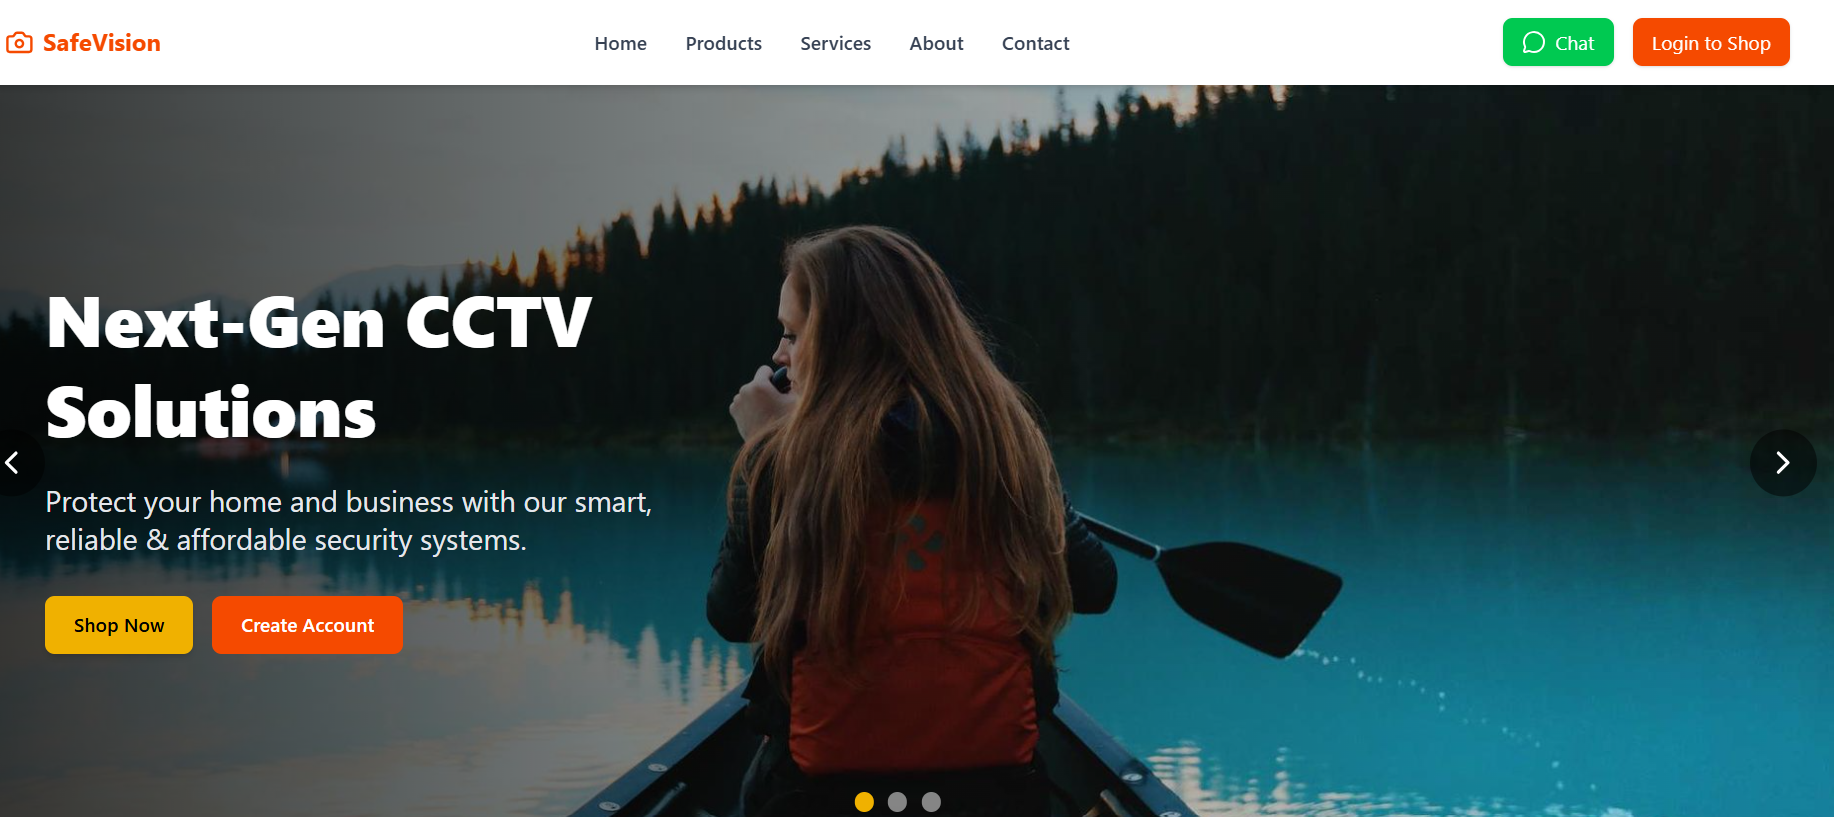 SafeVision
Home
Products
Services
About
Contact
Chat
Login to Shop
Next-Gen CCTV
Solutions
Protect your home and business with our smart,
reliable & affordable security systems.
Shop Now
Create Account